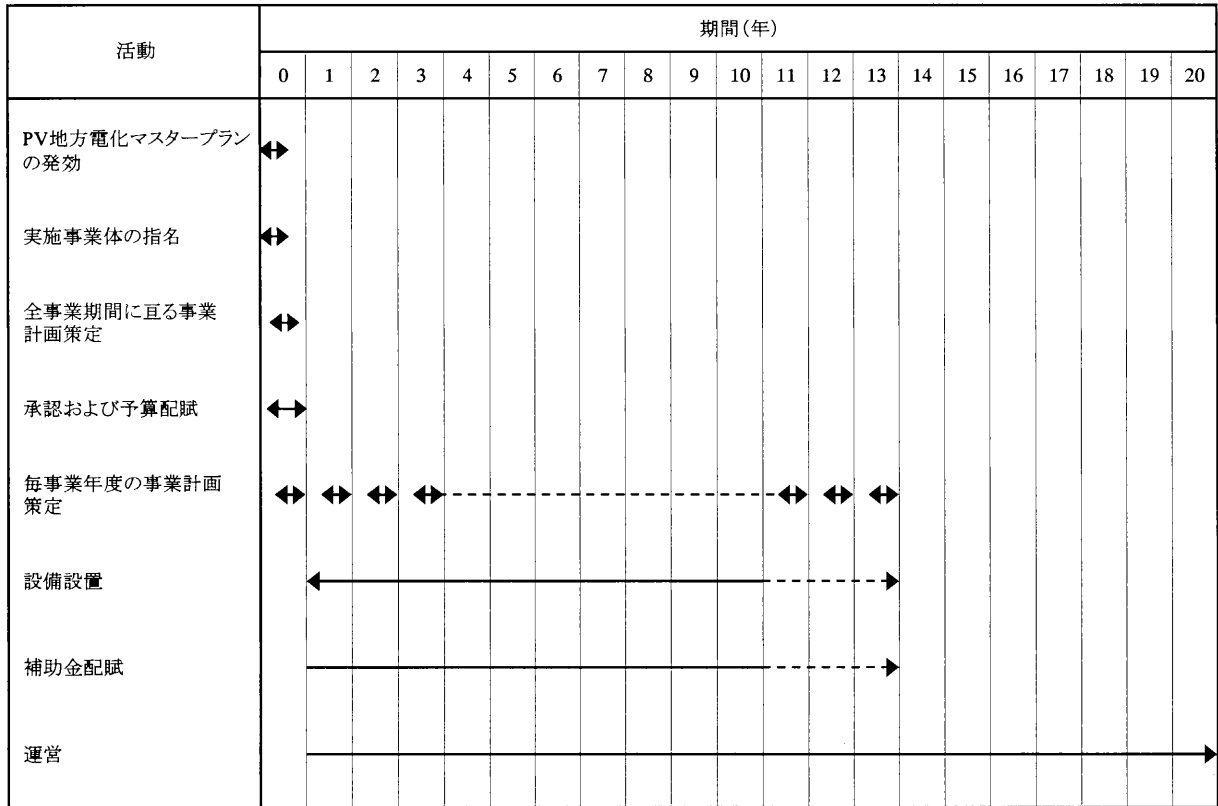 活動
期間(年)
0 1 2 3 4 5 6 7 8 9 10 11 12 13 14 15 16 17 18 19 20
PV地方電化マスタープラン
の発効
実施事業体の指名
全事業期間に亘る事業
計画策定
承認および予算配賦
毎事業年度の事業計画
策定
設備設置
補助金配賦
運営